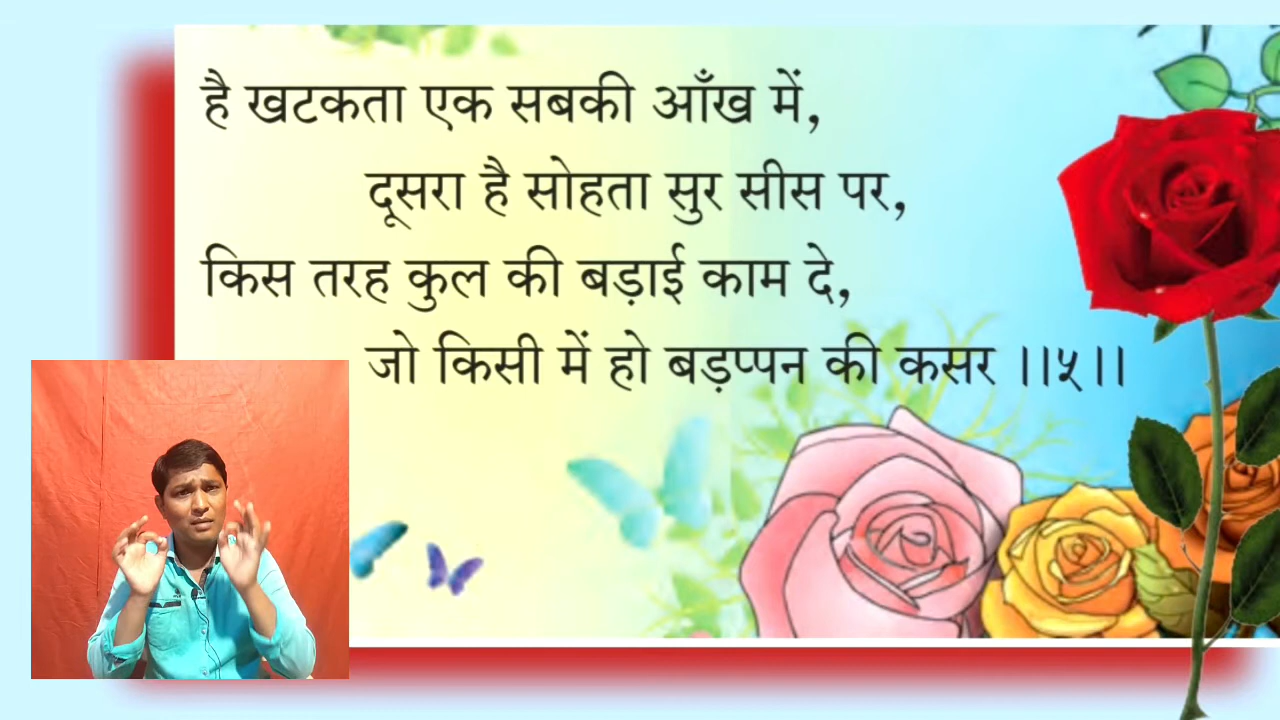 है खटकता एक सबकी आँख में,
दूसरा है सोहता सुर सीस पर,
किस तरह कुल की बड़ाई काम दे,
जो किसी में हो बड़प्पन की कसर ।।५।।